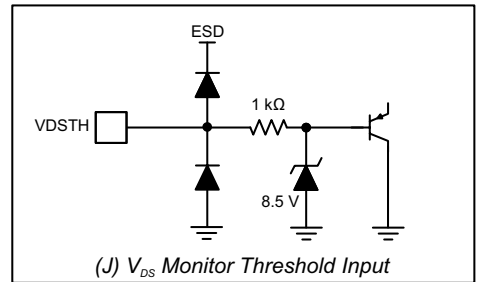 ESD
1 kΩ
VDSTH
8.5 V
(J) V_DS Monitor Threshold Input